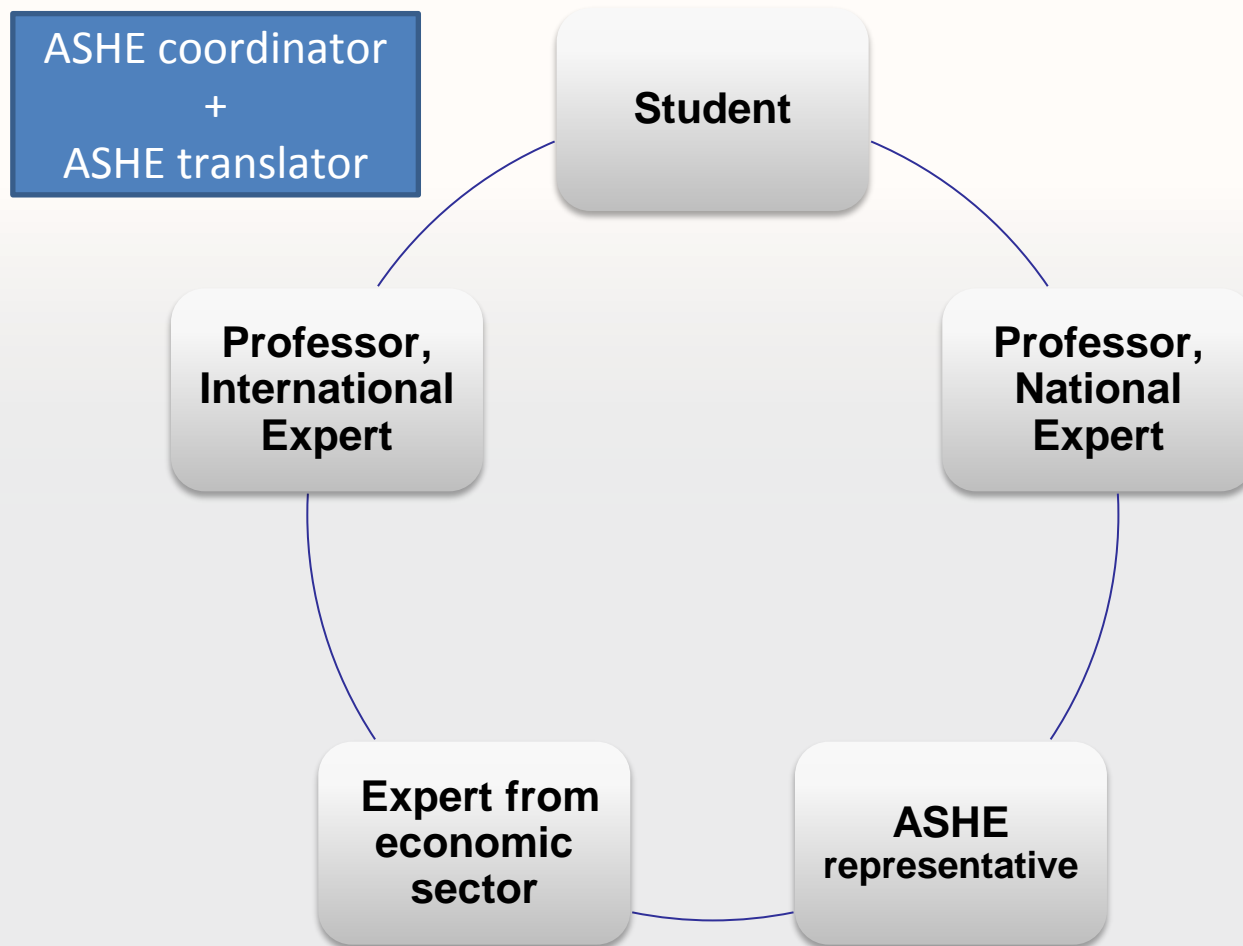 ASHE coordinator
+
ASHE translator
Student
Professor,
International
Expert
Professor,
National
Expert
Expert from
economic
sector
ASHE
representative